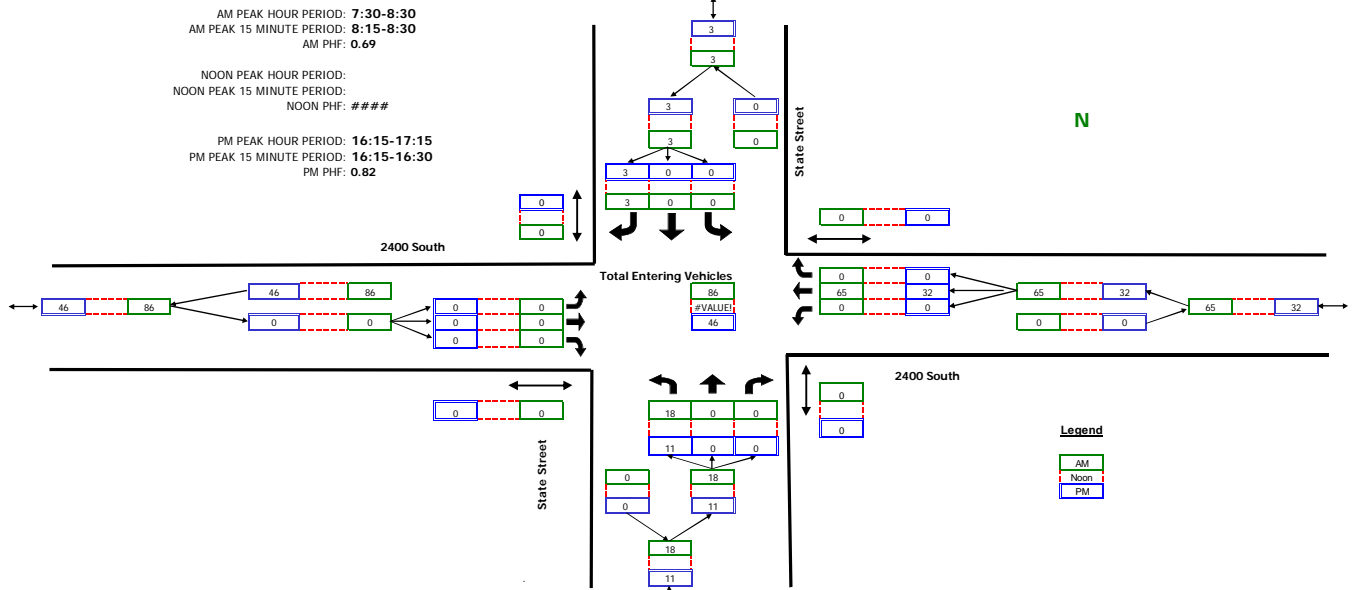 AM PEAK HOUR PERIOD: 7:30-8:30
AM PEAK 15 MINUTE PERIOD: 8:15-8:30
AM PHF: 0.69
NOON PEAK HOUR PERIOD:
NOON PEAK 15 MINUTE PERIOD:
NOON PHF: ####
PM PEAK HOUR PERIOD: 16:15-17:15
PM PEAK 15 MINUTE PERIOD: 16:15-16:30
PM PHF: 0.82
3
3
3 0
3 0
3 0 0
3 0 0
State Street
N
0
0
0 0
2400 South
Total Entering Vehicles
86
#VALUE!
46
46 86
46 86
0 0
0 0
0 0
0 0
0 0
65 32
0 0
65 32
0 0
65 32
2400 South
0 0
State Street
18 0 0
11 0 0
0 18
0 11
18
11
0
0
Legend
AM
Noon
PM